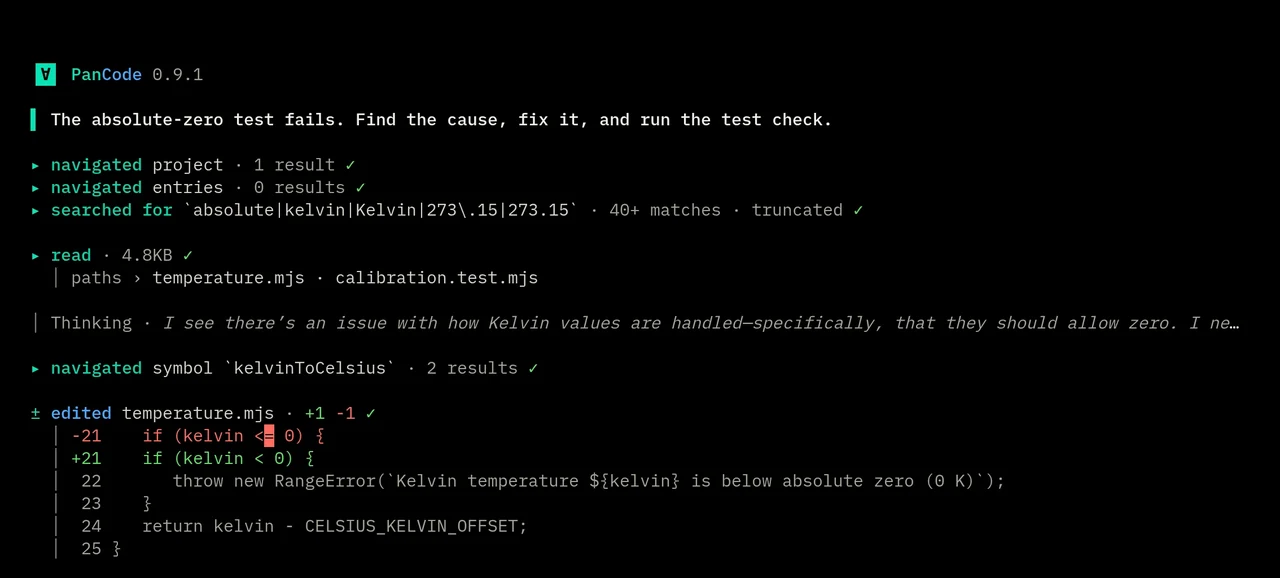 ∀ PanCode 0.9.1
The absolute-zero test fails. Find the cause, fix it, and run the test check.
▸ navigated project · 1 result ✓
▸ navigated entries · 0 results ✓
▸ searched for `absolute|kelvin|Kelvin|273\.15|273.15` · 40+ matches · truncated ✓
▸ read · 4.8KB ✓
│ paths › temperature.mjs · calibration.test.mjs
│ Thinking · I see there’s an issue with how Kelvin values are handled—specifically, that they should allow zero. I ne…
▸ navigated symbol `kelvinToCelsius` · 2 results ✓
± edited temperature.mjs · +1 -1 ✓
│ -21    if (kelvin <= 0) {
│ +21    if (kelvin < 0) {
│  22       throw new RangeError(`Kelvin temperature ${kelvin} is below absolute zero (0 K)`);
│  23    }
│  24    return kelvin - CELSIUS_KELVIN_OFFSET;
│  25 }